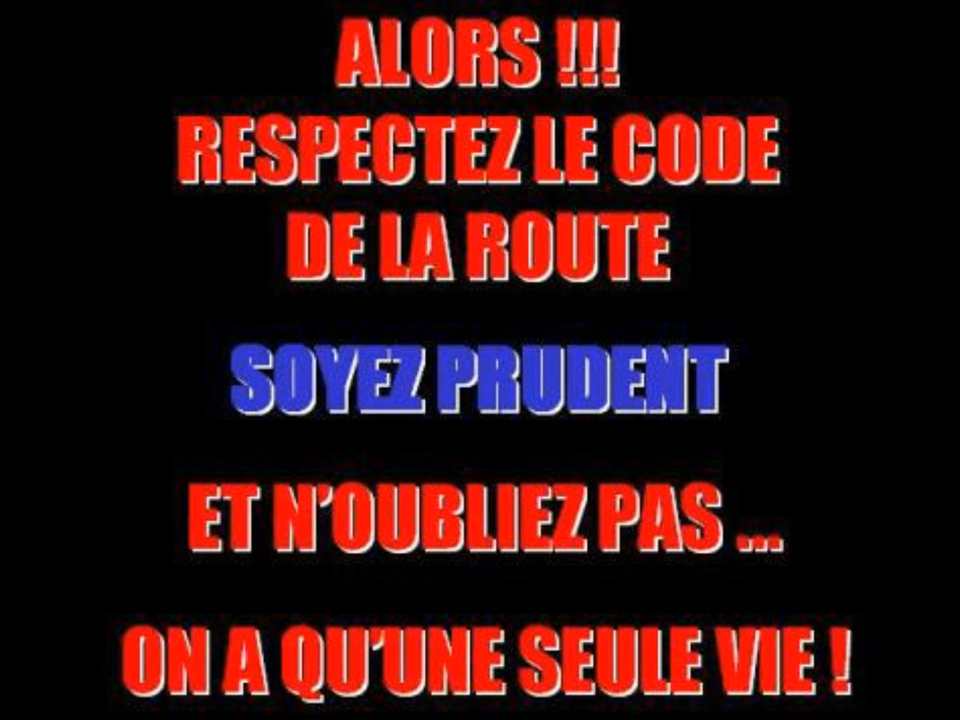 ALORS !!!
RESPECTEZ LE CODE
DE LA ROUTE
SOYEZ PRUDENT
ET N'OUBLIEZ PAS ...
ON A QU'UNE SEULE VIE !